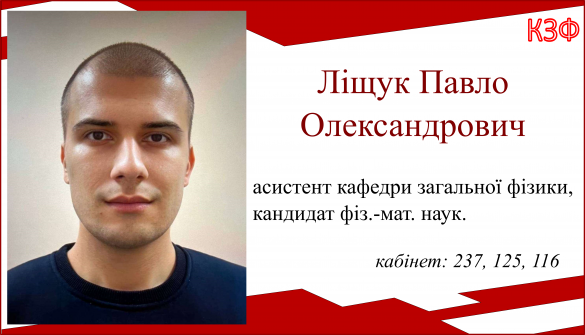 КЗФ
Ліщук Павло
Олександрович
асистент кафедри загальної фізики,
кандидат фіз.-мат. наук.
кабінет: 237, 125, 116